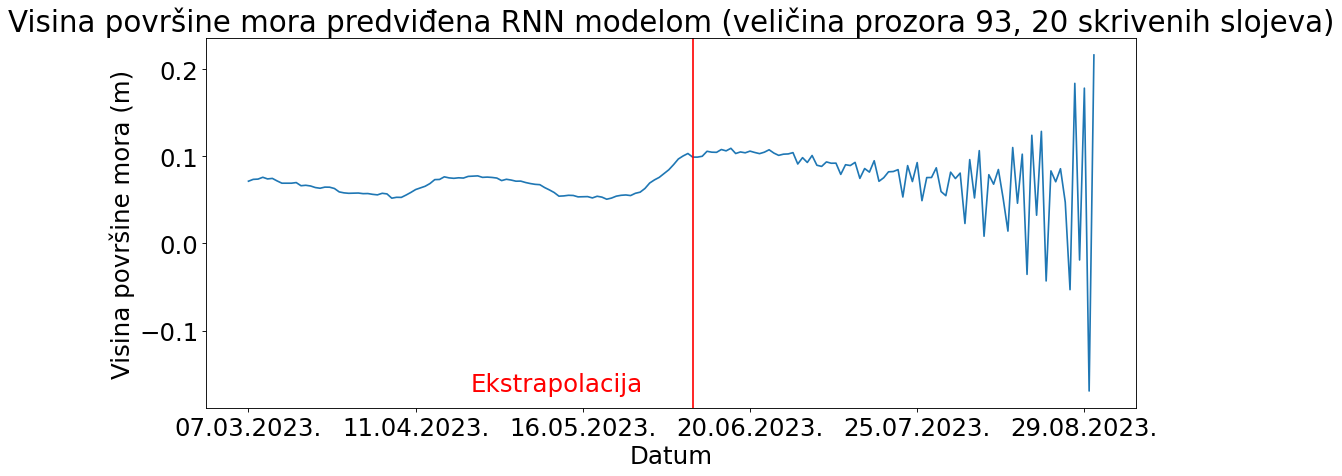 Visina površine mora predviđena RNN modelom (veličina prozora 93, 20 skrivenih slojeva)
Visina površine mora (m)
0.2
0.1
0.0
−0.1
Ekstrapolacija
07.03.2023. 11.04.2023. 16.05.2023. 20.06.2023. 25.07.2023. 29.08.2023.
Datum